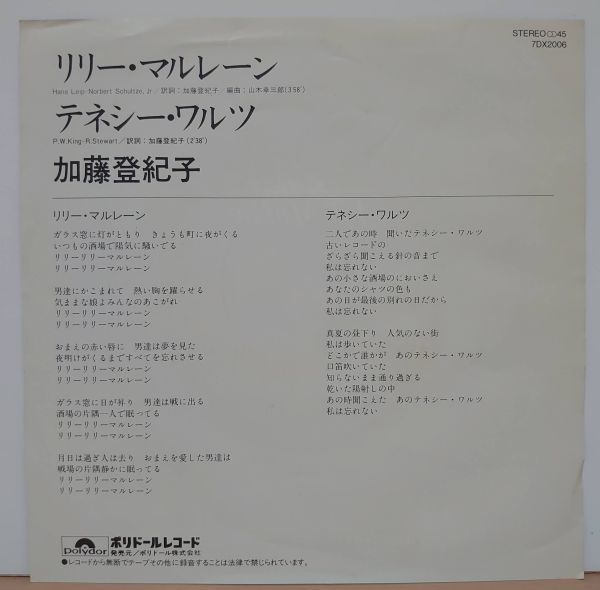 STEREO 45
7DX2006
リリー・マルレーン
Hans Leip-Norbert Schultze, Jr.／訳詞：加藤登紀子／編曲：山木幸三郎(3'58")
テネシー・ワルツ
P.W.King-R.Stewart／訳詞：加藤登紀子(2'38")
加藤登紀子
リリー・マルレーン
ガラス窓に灯がともり　きょうも町に夜がくる
いつもの酒場で陽気に騒いでる
リリーリリーマルレーン
リリーリリーマルレーン
男達にかこまれて　熱い胸を躍らせる
気ままな娘よみんなのあこがれ
リリーリリーマルレーン
リリーリリーマルレーン
おまえの赤い唇に　男達は夢を見た
夜明けがくるまですべてを忘れさせる
リリーリリーマルレーン
リリーリリーマルレーン
ガラス窓に日が昇り　男達は戦に出る
酒場の片隅一人で眠ってる
リリーリリーマルレーン
リリーリリーマルレーン
月日は過ぎ人は去り　おまえを愛した男達は
戦場の片隅静かに眠ってる
リリーリリーマルレーン
リリーリリーマルレーン
テネシー・ワルツ
二人であの時　聞いたテネシー・ワルツ
古いレコードの
ざらざら聞こえる針の音まで
私は忘れない
あの小さな酒場のにおいさえ
あなたのシャツの色も
あの日が最後の別れの日だから
私は忘れない
真夏の昼下り　人気のない街
私は歩いていた
どこかで誰かが　あのテネシー・ワルツ
口笛吹いていた
知らないまま通り過ぎる
乾いた陽射しの中
あの時聞こえた　あのテネシー・ワルツ
私は忘れない
Polydor
ポリドールレコード
発売元／ポリドール株式会社
●レコードから無断でテープその他に録音することは法律で禁じられています。